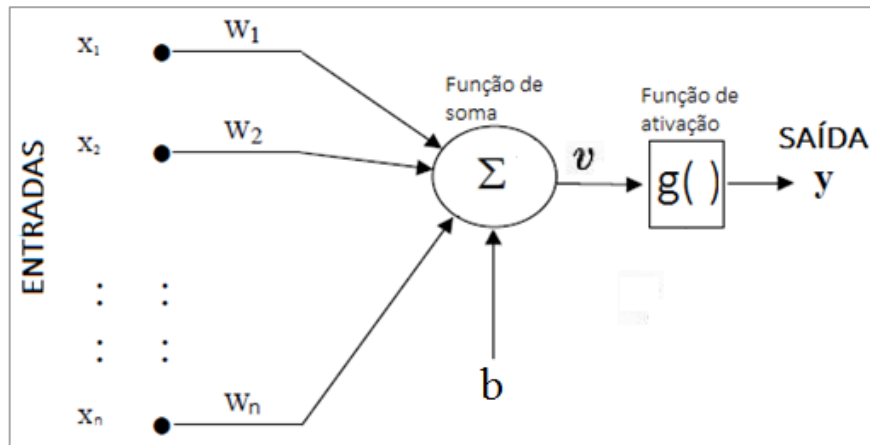 ENTRADAS
x₁
W₁
x₂
W₂
:
:
:
:
xₙ
Wₙ
Função de
soma
Σ
b
v
Função de
ativação
g( )
SAÍDA
y